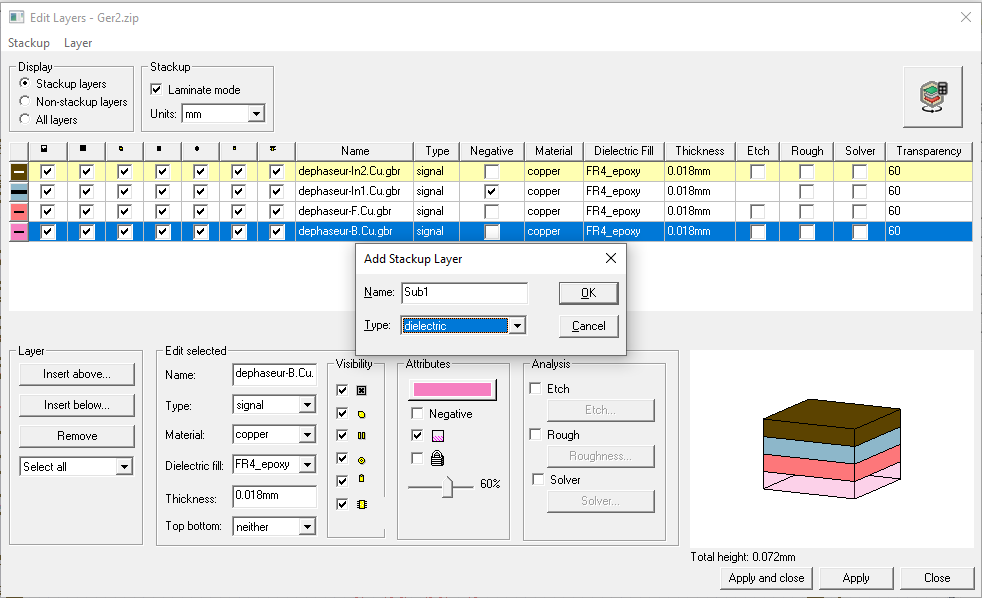 Edit Layers - Ger2.zip
Stackup Layer
Display
Stackup layers
Non-stackup layers
All layers
Stackup
Laminate mode
Units: mm
Name Type Negative Material Dielectric Fill Thickness Etch Rough Solver Transparency
dephaseur-In2.Cu.gbr signal copper FR4_epoxy 0.018mm 60
dephaseur-In1.Cu.gbr signal copper FR4_epoxy 0.018mm 60
dephaseur-F.Cu.gbr signal copper FR4_epoxy 0.018mm 60
dephaseur-B.Cu.gbr signal copper FR4_epoxy 0.018mm 60
Add Stackup Layer
Name: Sub1 OK
Type: dielectric Cancel
Layer
Insert above...
Insert below...
Remove
Select all
Edit selected
Name: dephaseur-B.Cu.
Type: signal
Material: copper
Dielectric fill: FR4_epoxy
Thickness: 0.018mm
Top bottom: neither
Visibility
Attributes
Negative
60%
Analysis
Etch
Etch...
Rough
Roughness...
Solver
Solver...
Total height: 0.072mm
Apply and close Apply Close